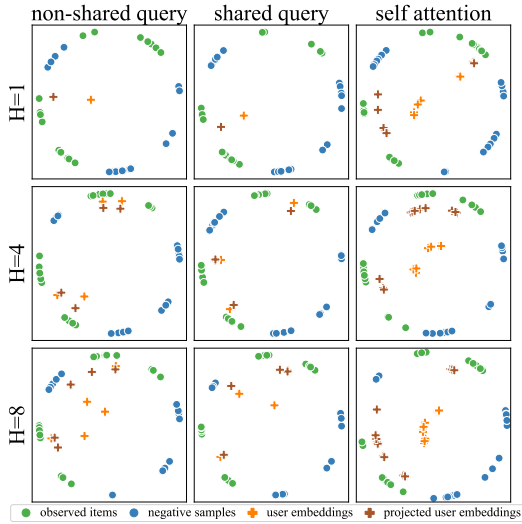 non-shared query shared query self attention
H=1
H=4
H=8
observed items negative samples user embeddings projected user embeddings